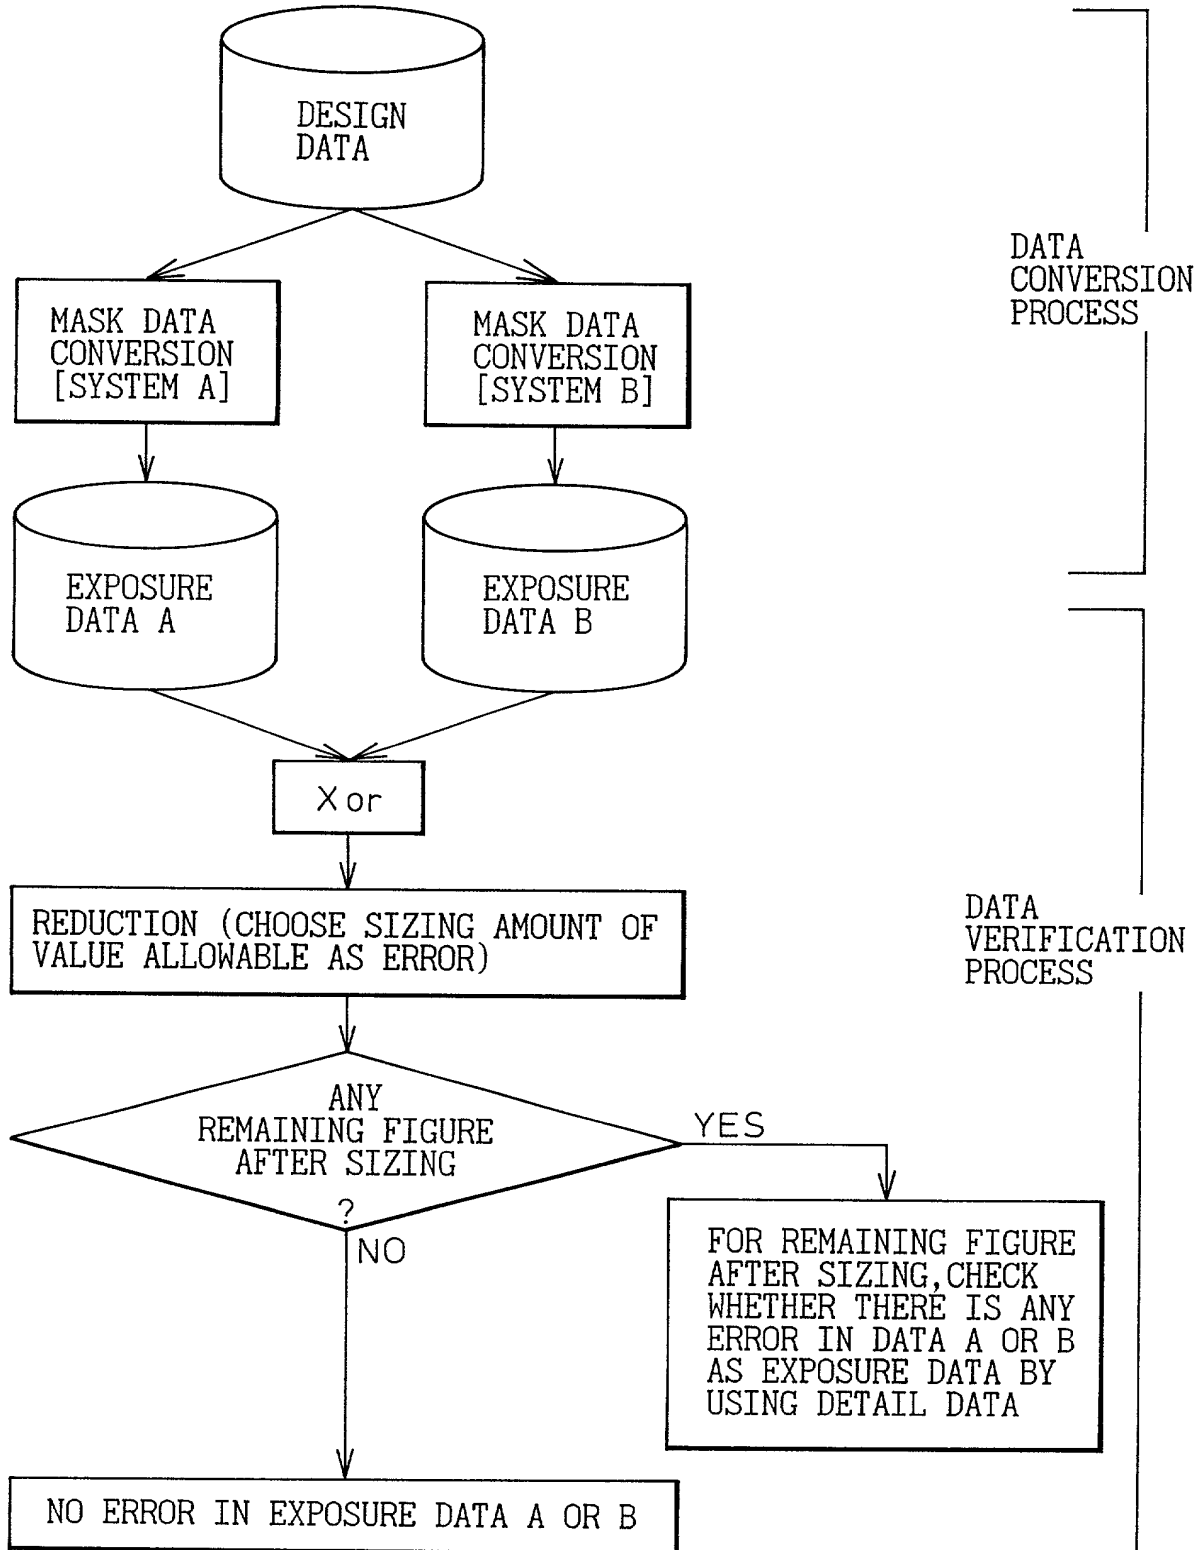 DESIGN
DATA
DATA
CONVERSION
PROCESS
MASK DATA
CONVERSION
[SYSTEM A]
MASK DATA
CONVERSION
[SYSTEM B]
EXPOSURE
DATA A
EXPOSURE
DATA B
Xor
REDUCTION (CHOOSE SIZING AMOUNT OF
VALUE ALLOWABLE AS ERROR)
DATA
VERIFICATION
PROCESS
ANY
REMAINING FIGURE
AFTER SIZING
?
YES
NO
FOR REMAINING FIGURE
AFTER SIZING,CHECK
WHETHER THERE IS ANY
ERROR IN DATA A OR B
AS EXPOSURE DATA BY
USING DETAIL DATA
NO ERROR IN EXPOSURE DATA A OR B